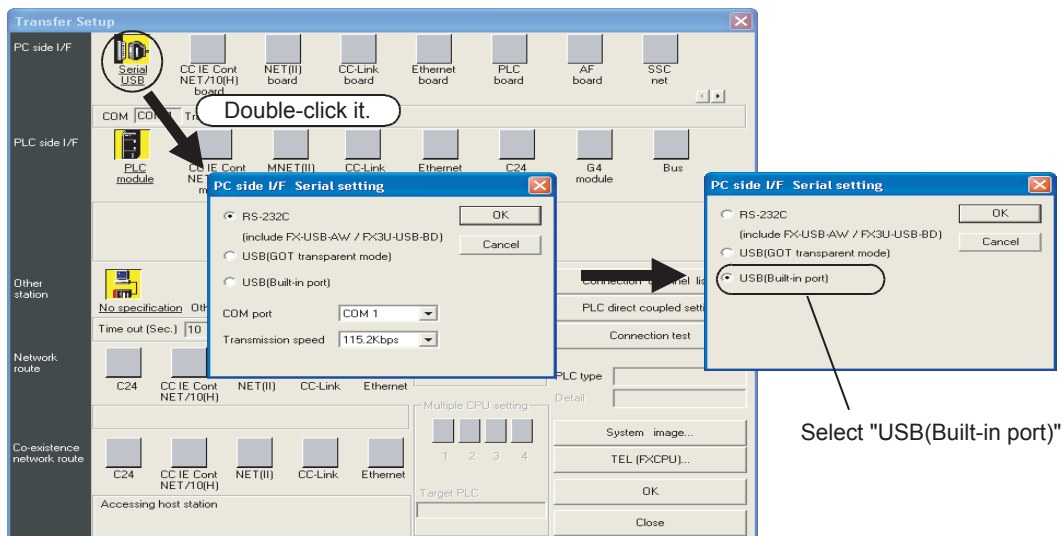 Transfer Setup
PC side I/F
Serial USB
CC IE Cont NET/10(H) board
NET(II) board
CC-Link board
Ethernet board
PLC board
AF board
SSC net
Double-click it.
COM COM
PLC side I/F
PLC module
CC IE Cont
MNET(II)
CC-Link
Ethernet
C24
G4 module
Bus
PC side I/F Serial setting
RS-232C
(include FX-USB-AW / FX3U-USB-BD)
USB(GOT transparent mode)
USB(Built-in port)
COM port COM 1
Transmission speed 115.2Kbps
OK
Cancel
PC side I/F Serial setting
RS-232C
(include FX-USB-AW / FX3U-USB-BD)
USB(GOT transparent mode)
USB(Built-in port)
OK
Cancel
Select "USB(Built-in port)"
Other station
No specification
Time out (Sec.) 10
PLC direct coupled
Connection test
PLC type
Detail
Network route
C24
CC IE Cont NET/10(H)
NET(II)
CC-Link
Ethernet
Multiple CPU setting
1 2 3 4
Target PLC
System image...
TEL (FXCPU)...
OK
Close
Co-existence network route
C24
CC IE Cont NET/10(H)
NET(II)
CC-Link
Ethernet
Accessing host station